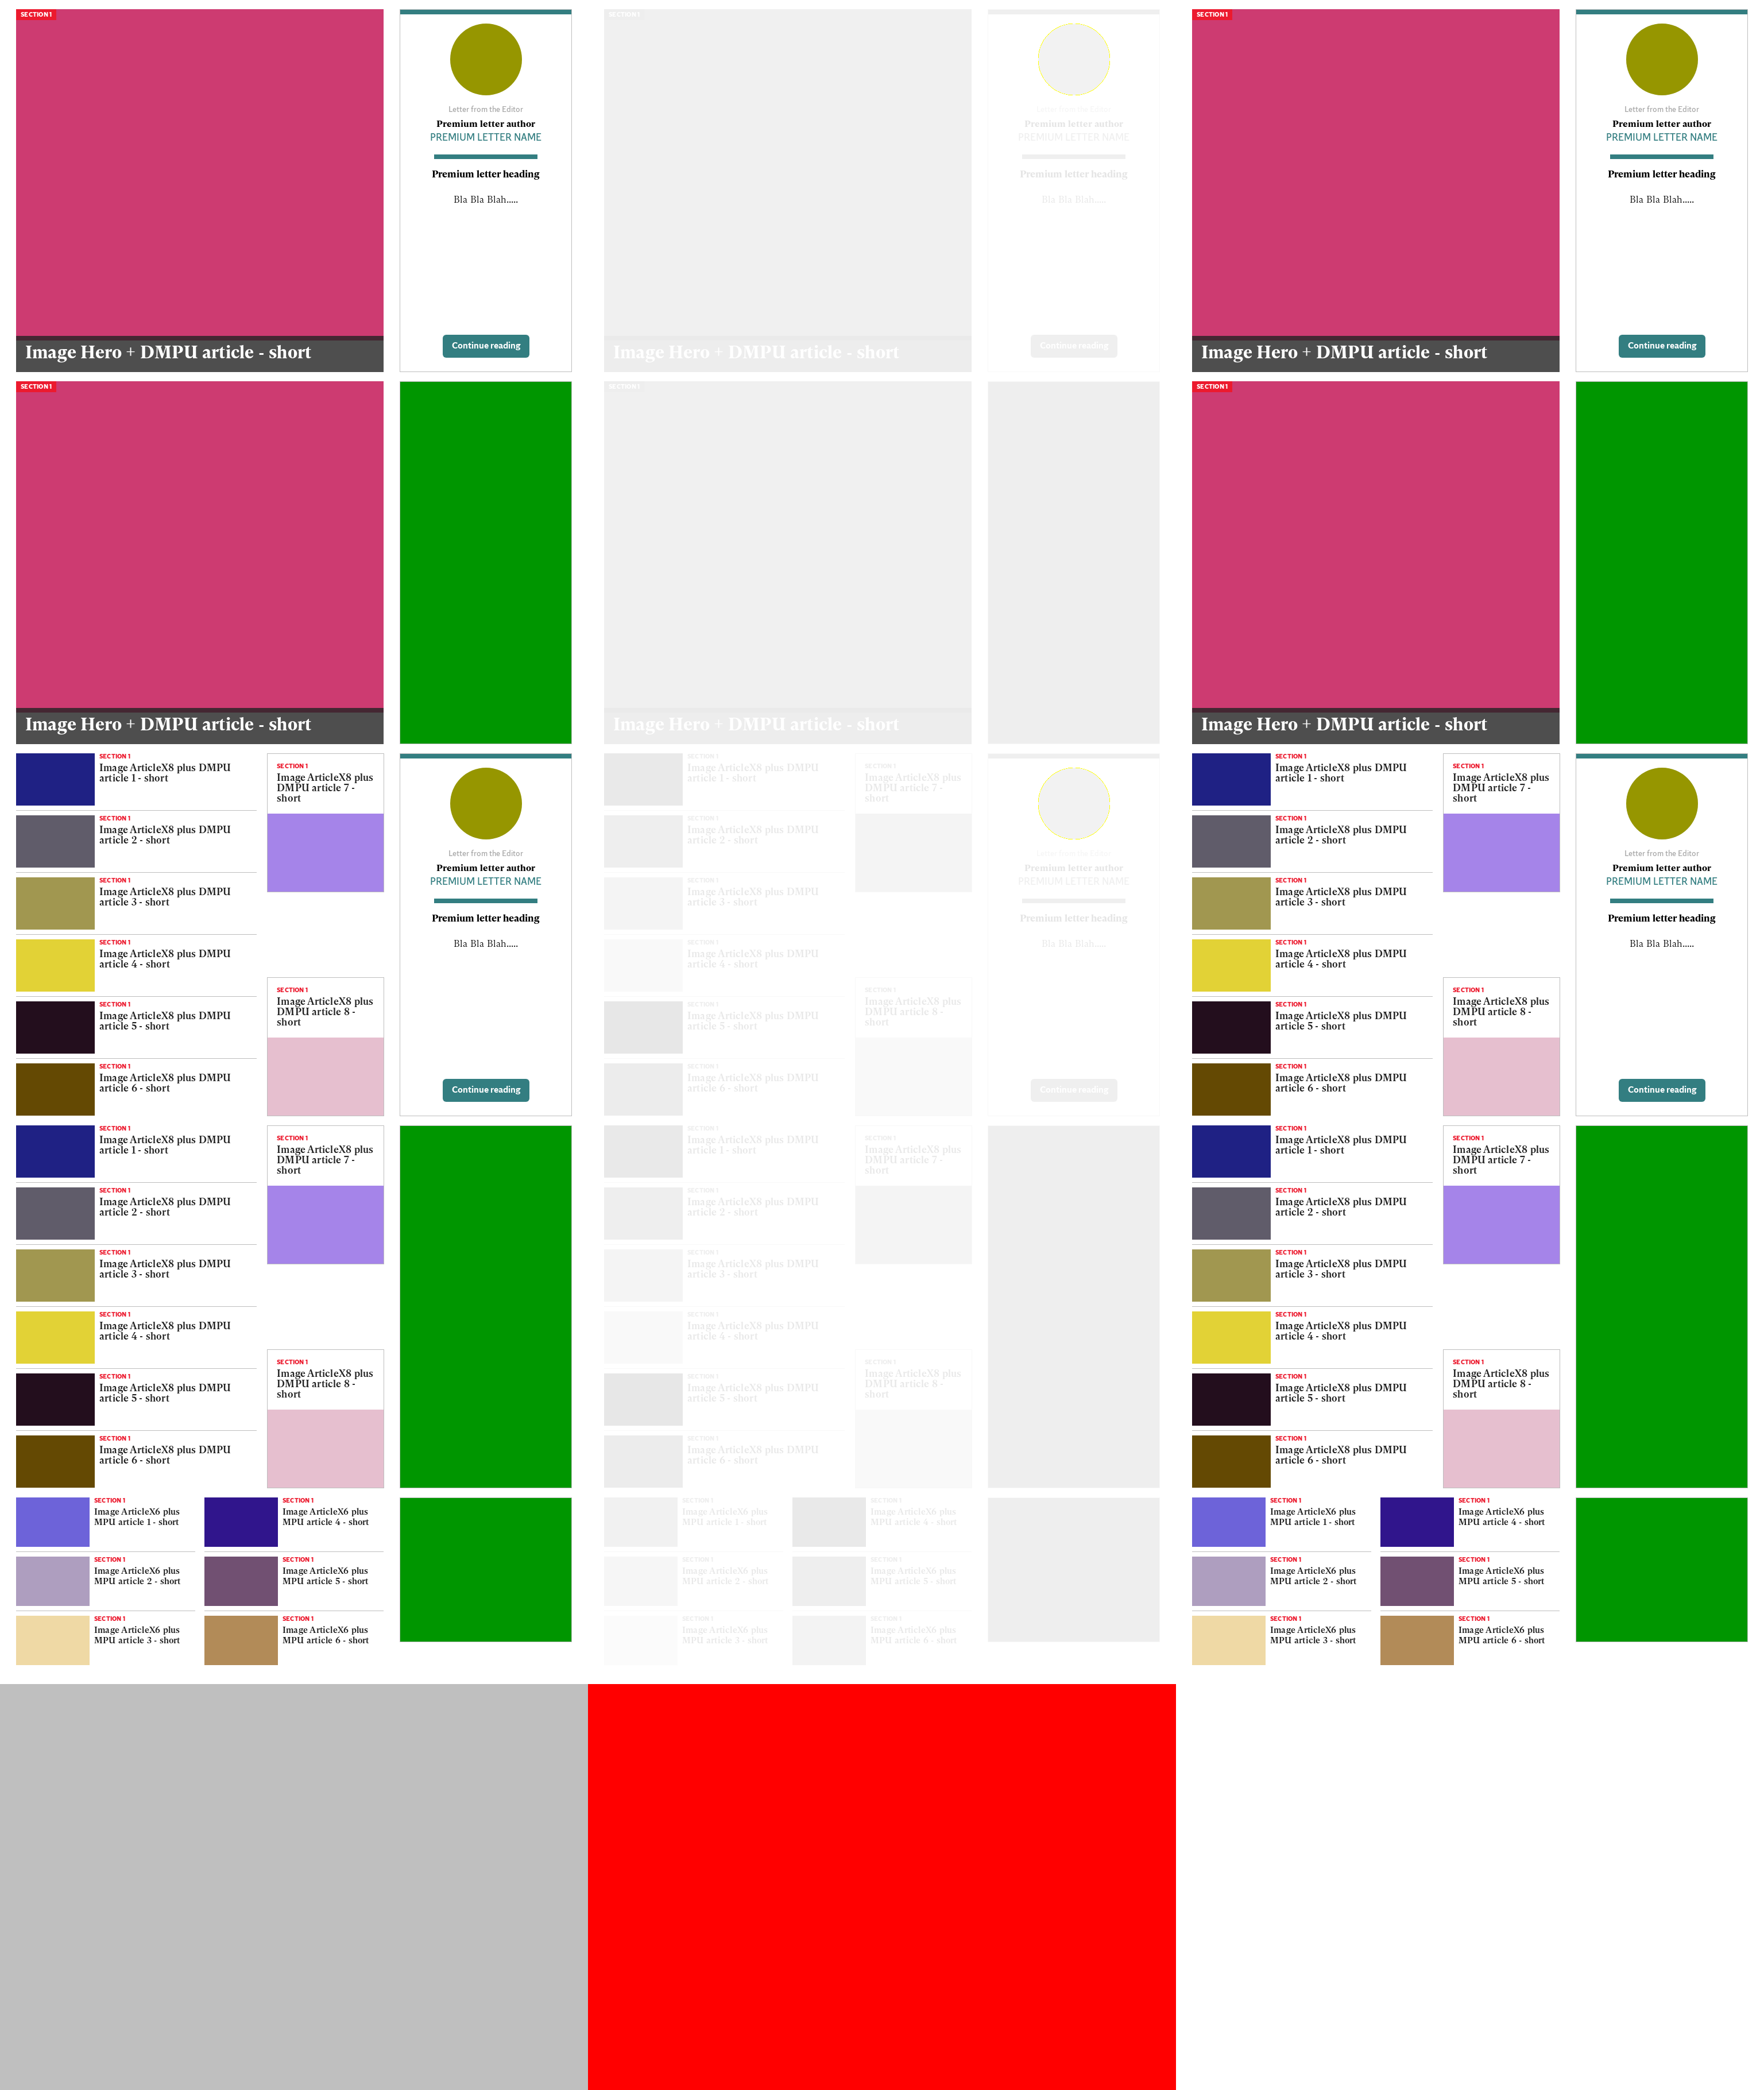 SECTION 1
Image Hero + DMPU article - short
Letter from the Editor
Premium letter author
PREMIUM LETTER NAME
Premium letter heading
Bla Bla Blah.....
Continue reading
SECTION 1
Image Hero + DMPU article - short
SECTION 1
Image ArticleX8 plus DMPU
article 1 - short
SECTION 1
Image ArticleX8 plus DMPU
article 2 - short
SECTION 1
Image ArticleX8 plus DMPU
article 3 - short
SECTION 1
Image ArticleX8 plus DMPU
article 4 - short
SECTION 1
Image ArticleX8 plus DMPU
article 5 - short
SECTION 1
Image ArticleX8 plus DMPU
article 6 - short
SECTION 1
Image ArticleX8 plus
DMPU article 7 -
short
SECTION 1
Image ArticleX8 plus
DMPU article 8 -
short
Letter from the Editor
Premium letter author
PREMIUM LETTER NAME
Premium letter heading
Bla Bla Blah.....
Continue reading
SECTION 1
Image ArticleX8 plus DMPU
article 1 - short
SECTION 1
Image ArticleX8 plus DMPU
article 2 - short
SECTION 1
Image ArticleX8 plus DMPU
article 3 - short
SECTION 1
Image ArticleX8 plus DMPU
article 4 - short
SECTION 1
Image ArticleX8 plus DMPU
article 5 - short
SECTION 1
Image ArticleX8 plus DMPU
article 6 - short
SECTION 1
Image ArticleX8 plus
DMPU article 7 -
short
SECTION 1
Image ArticleX8 plus
DMPU article 8 -
short
SECTION 1
Image ArticleX6 plus
MPU article 1 - short
SECTION 1
Image ArticleX6 plus
MPU article 2 - short
SECTION 1
Image ArticleX6 plus
MPU article 3 - short
SECTION 1
Image ArticleX6 plus
MPU article 4 - short
SECTION 1
Image ArticleX6 plus
MPU article 5 - short
SECTION 1
Image ArticleX6 plus
MPU article 6 - short
SECTION 1
Image Hero + DMPU article - short
Letter from the Editor
Premium letter author
PREMIUM LETTER NAME
Premium letter heading
Bla Bla Blah.....
Continue reading
SECTION 1
Image Hero + DMPU article - short
SECTION 1
Image ArticleX8 plus DMPU
article 1 - short
SECTION 1
Image ArticleX8 plus DMPU
article 2 - short
SECTION 1
Image ArticleX8 plus DMPU
article 3 - short
SECTION 1
Image ArticleX8 plus DMPU
article 4 - short
SECTION 1
Image ArticleX8 plus DMPU
article 5 - short
SECTION 1
Image ArticleX8 plus DMPU
article 6 - short
SECTION 1
Image ArticleX8 plus
DMPU article 7 -
short
SECTION 1
Image ArticleX8 plus
DMPU article 8 -
short
Letter from the Editor
Premium letter author
PREMIUM LETTER NAME
Premium letter heading
Bla Bla Blah.....
Continue reading
SECTION 1
Image ArticleX8 plus DMPU
article 1 - short
SECTION 1
Image ArticleX8 plus DMPU
article 2 - short
SECTION 1
Image ArticleX8 plus DMPU
article 3 - short
SECTION 1
Image ArticleX8 plus DMPU
article 4 - short
SECTION 1
Image ArticleX8 plus DMPU
article 5 - short
SECTION 1
Image ArticleX8 plus DMPU
article 6 - short
SECTION 1
Image ArticleX8 plus
DMPU article 7 -
short
SECTION 1
Image ArticleX8 plus
DMPU article 8 -
short
SECTION 1
Image ArticleX6 plus
MPU article 1 - short
SECTION 1
Image ArticleX6 plus
MPU article 2 - short
SECTION 1
Image ArticleX6 plus
MPU article 3 - short
SECTION 1
Image ArticleX6 plus
MPU article 4 - short
SECTION 1
Image ArticleX6 plus
MPU article 5 - short
SECTION 1
Image ArticleX6 plus
MPU article 6 - short
SECTION 1
Image Hero + DMPU article - short
Letter from the Editor
Premium letter author
PREMIUM LETTER NAME
Premium letter heading
Bla Bla Blah.....
Continue reading
SECTION 1
Image Hero + DMPU article - short
SECTION 1
Image ArticleX8 plus DMPU
article 1 - short
SECTION 1
Image ArticleX8 plus DMPU
article 2 - short
SECTION 1
Image ArticleX8 plus DMPU
article 3 - short
SECTION 1
Image ArticleX8 plus DMPU
article 4 - short
SECTION 1
Image ArticleX8 plus DMPU
article 5 - short
SECTION 1
Image ArticleX8 plus DMPU
article 6 - short
SECTION 1
Image ArticleX8 plus
DMPU article 7 -
short
SECTION 1
Image ArticleX8 plus
DMPU article 8 -
short
Letter from the Editor
Premium letter author
PREMIUM LETTER NAME
Premium letter heading
Bla Bla Blah.....
Continue reading
SECTION 1
Image ArticleX8 plus DMPU
article 1 - short
SECTION 1
Image ArticleX8 plus DMPU
article 2 - short
SECTION 1
Image ArticleX8 plus DMPU
article 3 - short
SECTION 1
Image ArticleX8 plus DMPU
article 4 - short
SECTION 1
Image ArticleX8 plus DMPU
article 5 - short
SECTION 1
Image ArticleX8 plus DMPU
article 6 - short
SECTION 1
Image ArticleX8 plus
DMPU article 7 -
short
SECTION 1
Image ArticleX8 plus
DMPU article 8 -
short
SECTION 1
Image ArticleX6 plus
MPU article 1 - short
SECTION 1
Image ArticleX6 plus
MPU article 2 - short
SECTION 1
Image ArticleX6 plus
MPU article 3 - short
SECTION 1
Image ArticleX6 plus
MPU article 4 - short
SECTION 1
Image ArticleX6 plus
MPU article 5 - short
SECTION 1
Image ArticleX6 plus
MPU article 6 - short